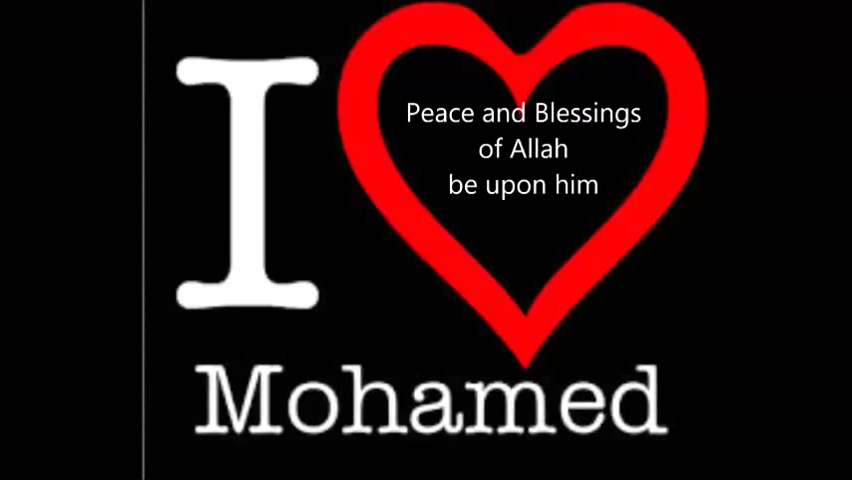 I
Peace and Blessings
of Allah
be upon him
Mohamed